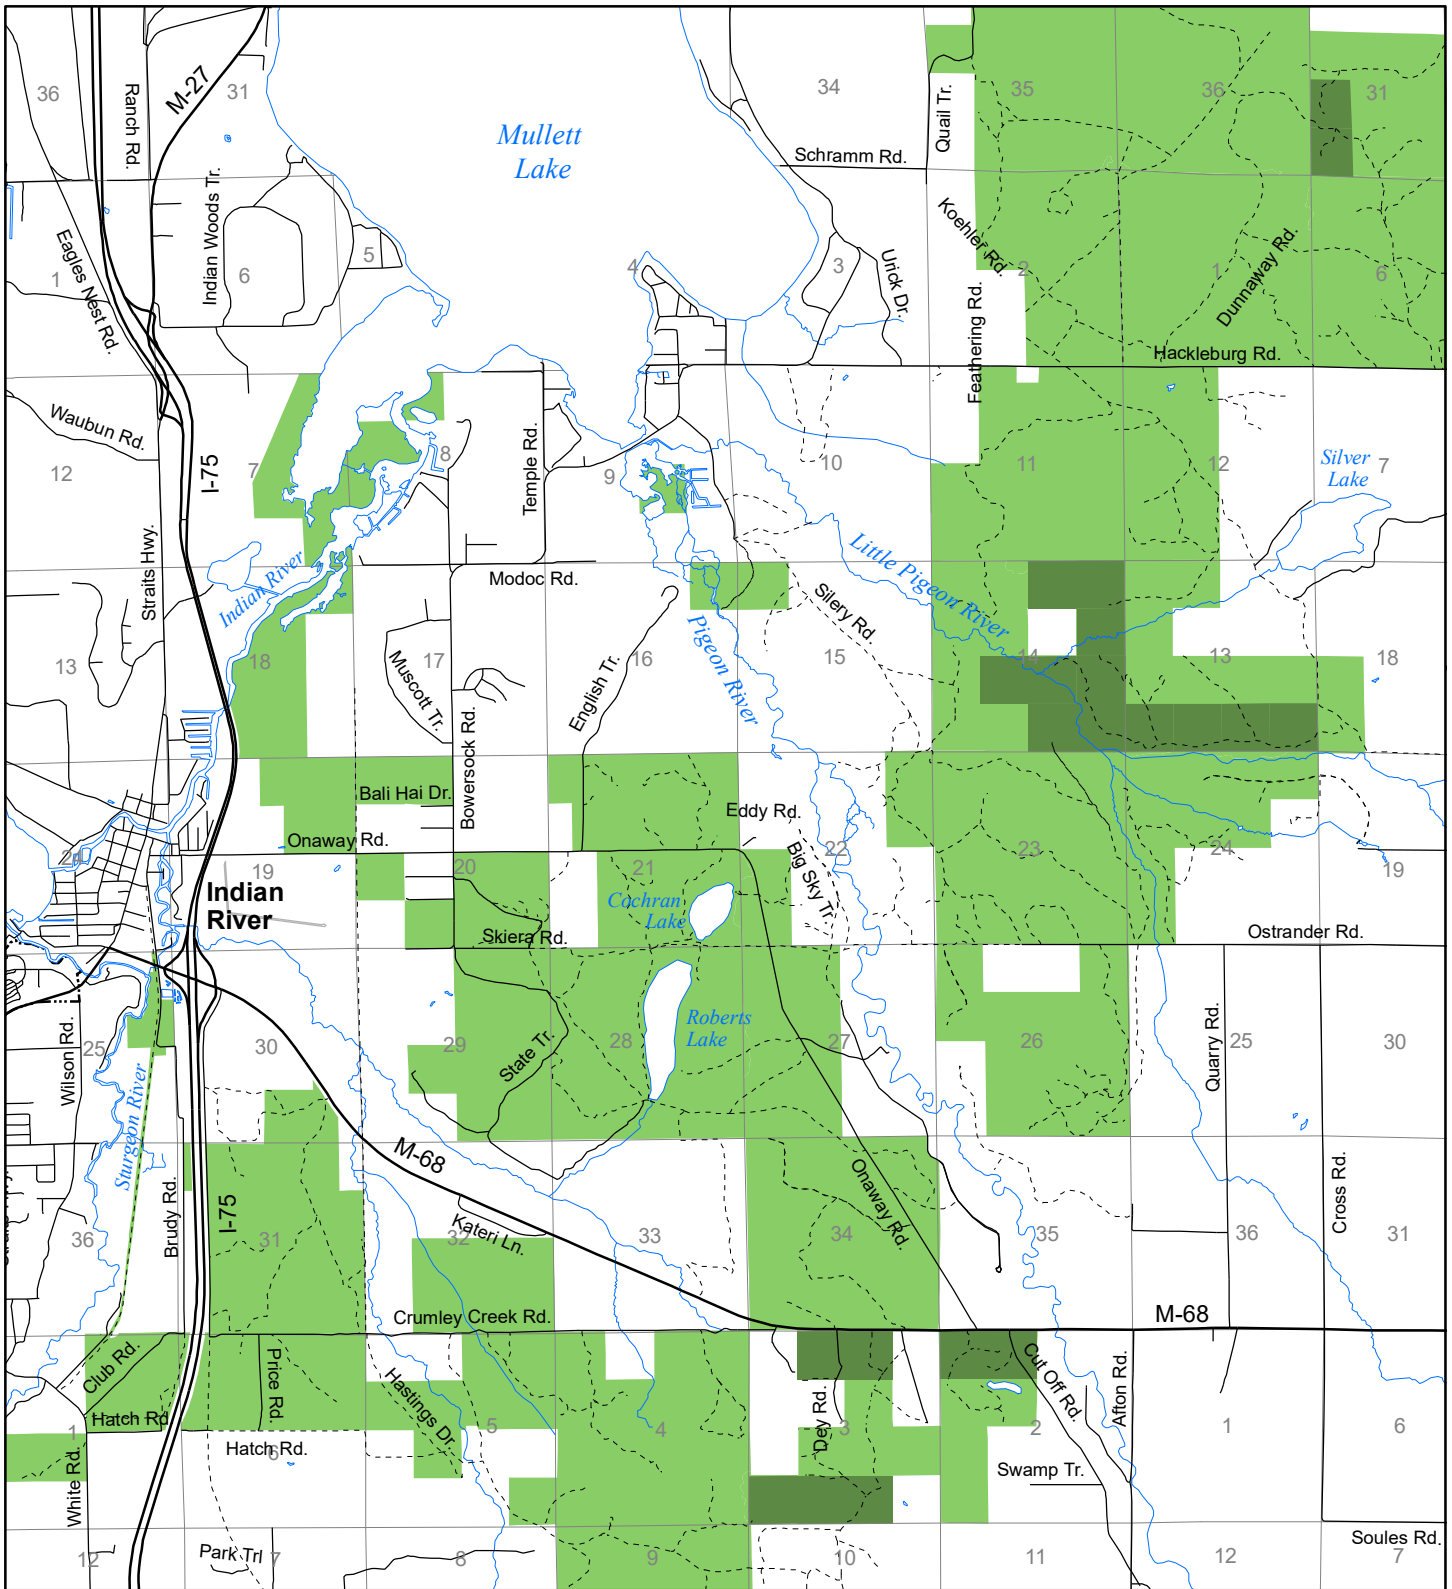 36
Ranch Rd.
M-27
31
34
Quail Tr.
35
36
31
Mullett
Lake
Schramm Rd.
Indian Woods Tr.
Koehler Rd.
Eagles Nest Rd.
1
6
5
4
3
Urick Dr.
2
1
Dunnaway Rd.
6
Feathering Rd.
Hackleburg Rd.
Waubun Rd.
12
I-75
7
8
Temple Rd.
9
10
11
12
Silver
Lake
7
Straits Hwy.
Indian River
Modoc Rd.
Little Pigeon River
Silery Rd.
Pigeon River
13
18
17
Muscott Tr.
English Tr.
16
15
14
13
18
Bowersock Rd.
Bali Hai Dr.
Onaway Rd.
Eddy Rd.
Big Sky Tr.
24
19
20
21
22
23
24
19
Indian
River
Cochran
Lake
Skiera Rd.
Ostrander Rd.
Wilson Rd.
25
30
29
State Tr.
28
Roberts
Lake
27
26
Quarry Rd.
25
30
Sturgeon River
M-68
Brudy Rd.
I-75
36
31
32
Kateri Ln.
33
34
Onaway Rd.
35
36
Cross Rd.
31
Crumley Creek Rd.
M-68
Club Rd.
Price Rd
Hastings Dr.
Hatch Rd
Hatch Rd.
1
6
5
4
Dey Rd.
3
2
Cut Off Rd.
Afton Rd.
1
6
White Rd.
Swamp Tr.
Soules Rd.
12
Park Trl
7
8
9
10
11
12
7